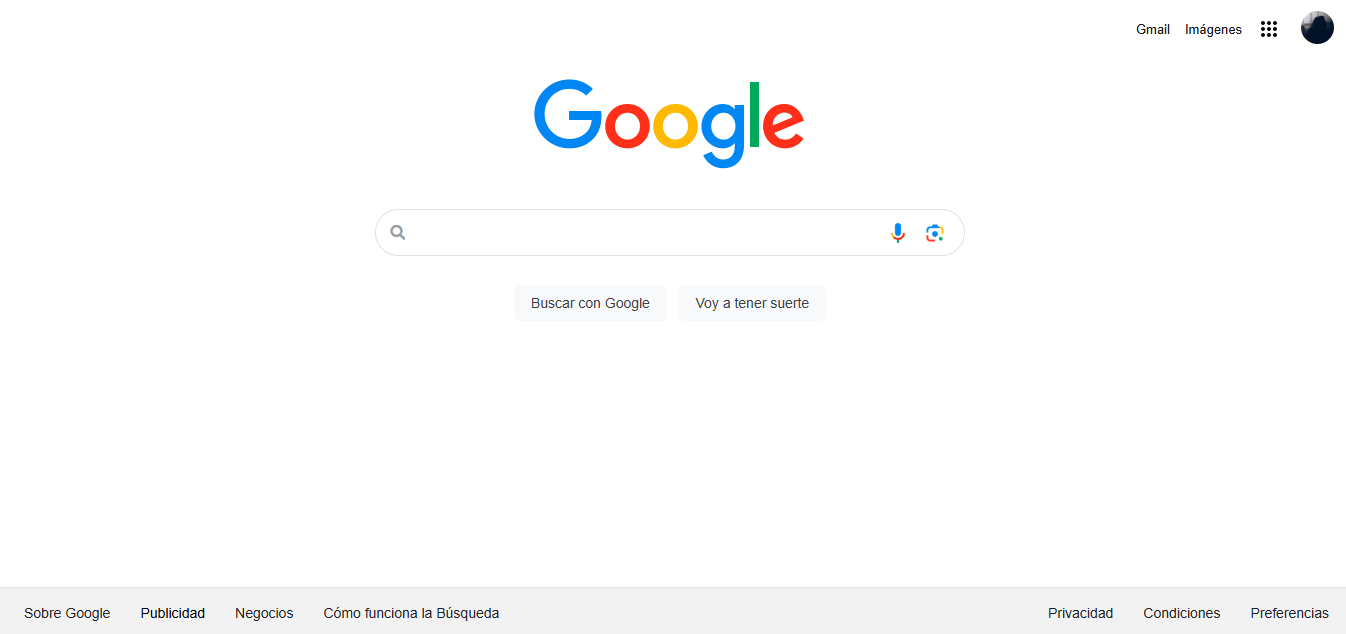 Gmail Imágenes
Google
Buscar con Google Voy a tener suerte
Sobre Google Publicidad Negocios Cómo funciona la Búsqueda Privacidad Condiciones Preferencias